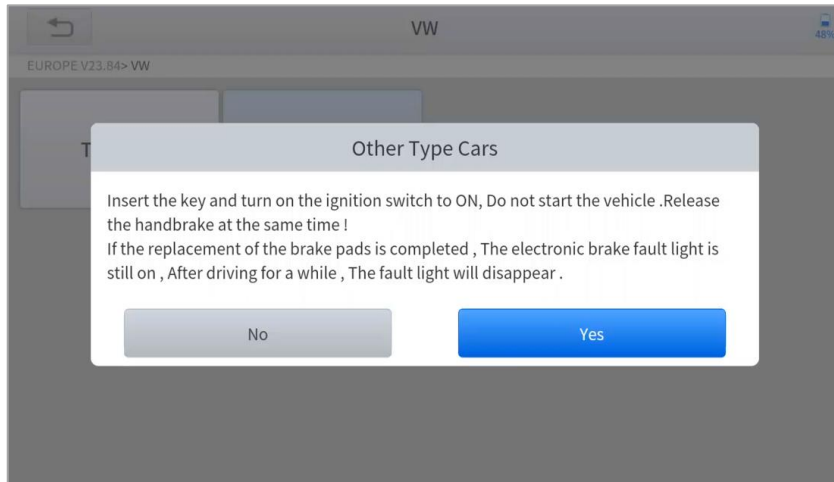 VW
48%
EUROPE V23.84> VW
T
Other Type Cars
Insert the key and turn on the ignition switch to ON, Do not start the vehicle .Release
the handbrake at the same time !
If the replacement of the brake pads is completed , The electronic brake fault light is
still on , After driving for a while , The fault light will disappear .
No
Yes